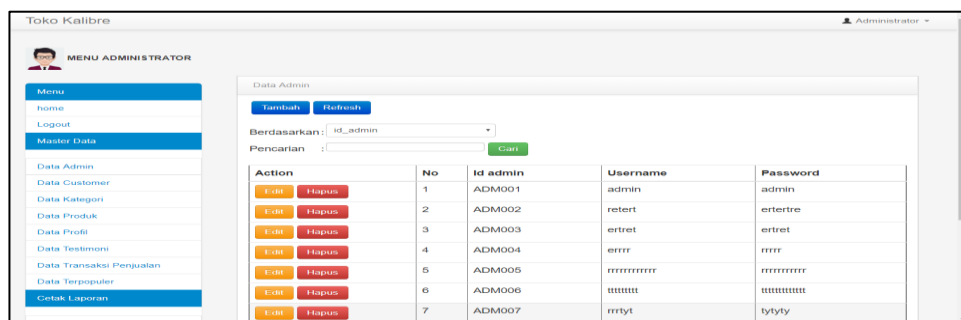 Toko Kalibre
Administrator
MENU ADMINISTRATOR
Menu
home
Logout
Master Data
Data Admin
Data Customer
Data Kategori
Data Produk
Data Profil
Data Testimoni
Data Transaksi Penjualan
Data Terpopuler
Cetak Laporan
Data Admin
Tambah Refresh
Berdasarkan : id_admin
Pencarian : Cari
Action No Id admin Username Password
Edit Hapus 1 ADM001 admin admin
Edit Hapus 2 ADM002 retert ertertre
Edit Hapus 3 ADM003 ertret ertret
Edit Hapus 4 ADM004 errrr rrrrr
Edit Hapus 5 ADM005
Edit Hapus 6 ADM006
Edit Hapus 7 ADM007 rrrtyt tytyty